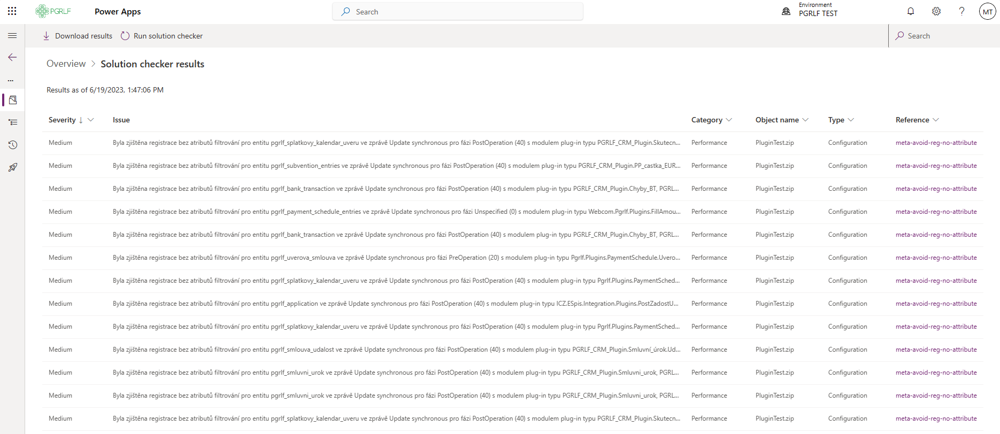 PGRLF
Power Apps
Search
Environment
PGRLF TEST
MT
Download results
Run solution checker
Search
Overview
Solution checker results
Results as of 6/19/2023, 1:47:06 PM
Severity Issue Category Object name Type Reference
Medium Byla zjištěna registrace bez atributů filtrování pro entitu pgrlf_splatkovy_kalendar_uveru ve zprávě Update synchronous pro fázi PostOperation (40) s modulem plug-in typu PGRLF_CRM_Plugin.Skutecn... Performance PluginTest.zip Configuration meta-avoid-reg-no-attribute
Medium Byla zjištěna registrace bez atributů filtrování pro entitu pgrlf_subvention_entries ve zprávě Update synchronous pro fázi PostOperation (40) s modulem plug-in typu PGRLF_CRM_Plugin.PP_castka_EUR... Performance PluginTest.zip Configuration meta-avoid-reg-no-attribute
Medium Byla zjištěna registrace bez atributů filtrování pro entitu pgrlf_bank_transaction ve zprávě Update synchronous pro fázi PostOperation (40) s modulem plug-in typu PGRLF_CRM_Plugin.Chyby_BT, PGRL... Performance PluginTest.zip Configuration meta-avoid-reg-no-attribute
Medium Byla zjištěna registrace bez atributů filtrování pro entitu pgrlf_payment_schedule_entries ve zprávě Update synchronous pro fázi Unspecified (0) s modulem plug-in typu Webcom.Pgrlf.Plugins.FillAmou... Performance PluginTest.zip Configuration meta-avoid-reg-no-attribute
Medium Byla zjištěna registrace bez atributů filtrování pro entitu pgrlf_bank_transaction ve zprávě Update synchronous pro fázi PostOperation (40) s modulem plug-in typu PGRLF_CRM_Plugin.Chyby_BT, PGRL... Performance PluginTest.zip Configuration meta-avoid-reg-no-attribute
Medium Byla zjištěna registrace bez atributů filtrování pro entitu pgrlf_uverova_smlouva ve zprávě Update synchronous pro fázi PreOperation (20) s modulem plug-in typu Pgrlf.Plugins.PaymentSchedule.Uvero... Performance PluginTest.zip Configuration meta-avoid-reg-no-attribute
Medium Byla zjištěna registrace bez atributů filtrování pro entitu pgrlf_splatkovy_kalendar_uveru ve zprávě Update synchronous pro fázi PostOperation (40) s modulem plug-in typu Pgrlf.Plugins.PaymentSched... Performance PluginTest.zip Configuration meta-avoid-reg-no-attribute
Medium Byla zjištěna registrace bez atributů filtrování pro entitu pgrlf_application ve zprávě Update synchronous pro fázi PostOperation (40) s modulem plug-in typu ICZ.ESpis.Integration.Plugins.PostZadostU... Performance PluginTest.zip Configuration meta-avoid-reg-no-attribute
Medium Byla zjištěna registrace bez atributů filtrování pro entitu pgrlf_splatkovy_kalendar_uveru ve zprávě Update synchronous pro fázi PostOperation (40) s modulem plug-in typu Pgrlf.Plugins.PaymentSched... Performance PluginTest.zip Configuration meta-avoid-reg-no-attribute
Medium Byla zjištěna registrace bez atributů filtrování pro entitu pgrlf_smlouva_udalost ve zprávě Update synchronous pro fázi PostOperation (40) s modulem plug-in typu PGRLF_CRM_Plugin.Smluvní_úrok.Ud... Performance PluginTest.zip Configuration meta-avoid-reg-no-attribute
Medium Byla zjištěna registrace bez atributů filtrování pro entitu pgrlf_smluvni_urok ve zprávě Update synchronous pro fázi PostOperation (40) s modulem plug-in typu PGRLF_CRM_Plugin.Smluvni_urok, PGRL... Performance PluginTest.zip Configuration meta-avoid-reg-no-attribute
Medium Byla zjištěna registrace bez atributů filtrování pro entitu pgrlf_smluvni_urok ve zprávě Update synchronous pro fázi PostOperation (40) s modulem plug-in typu PGRLF_CRM_Plugin.Smluvni_urok, PGRL... Performance PluginTest.zip Configuration meta-avoid-reg-no-attribute
Medium Byla zjištěna registrace bez atributů filtrování pro entitu pgrlf_splatkovy_kalendar_uveru ve zprávě Update synchronous pro fázi PostOperation (40) s modulem plug-in typu PGRLF_CRM_Plugin.Skutecn... Performance PluginTest.zip Configuration meta-avoid-reg-no-attribute